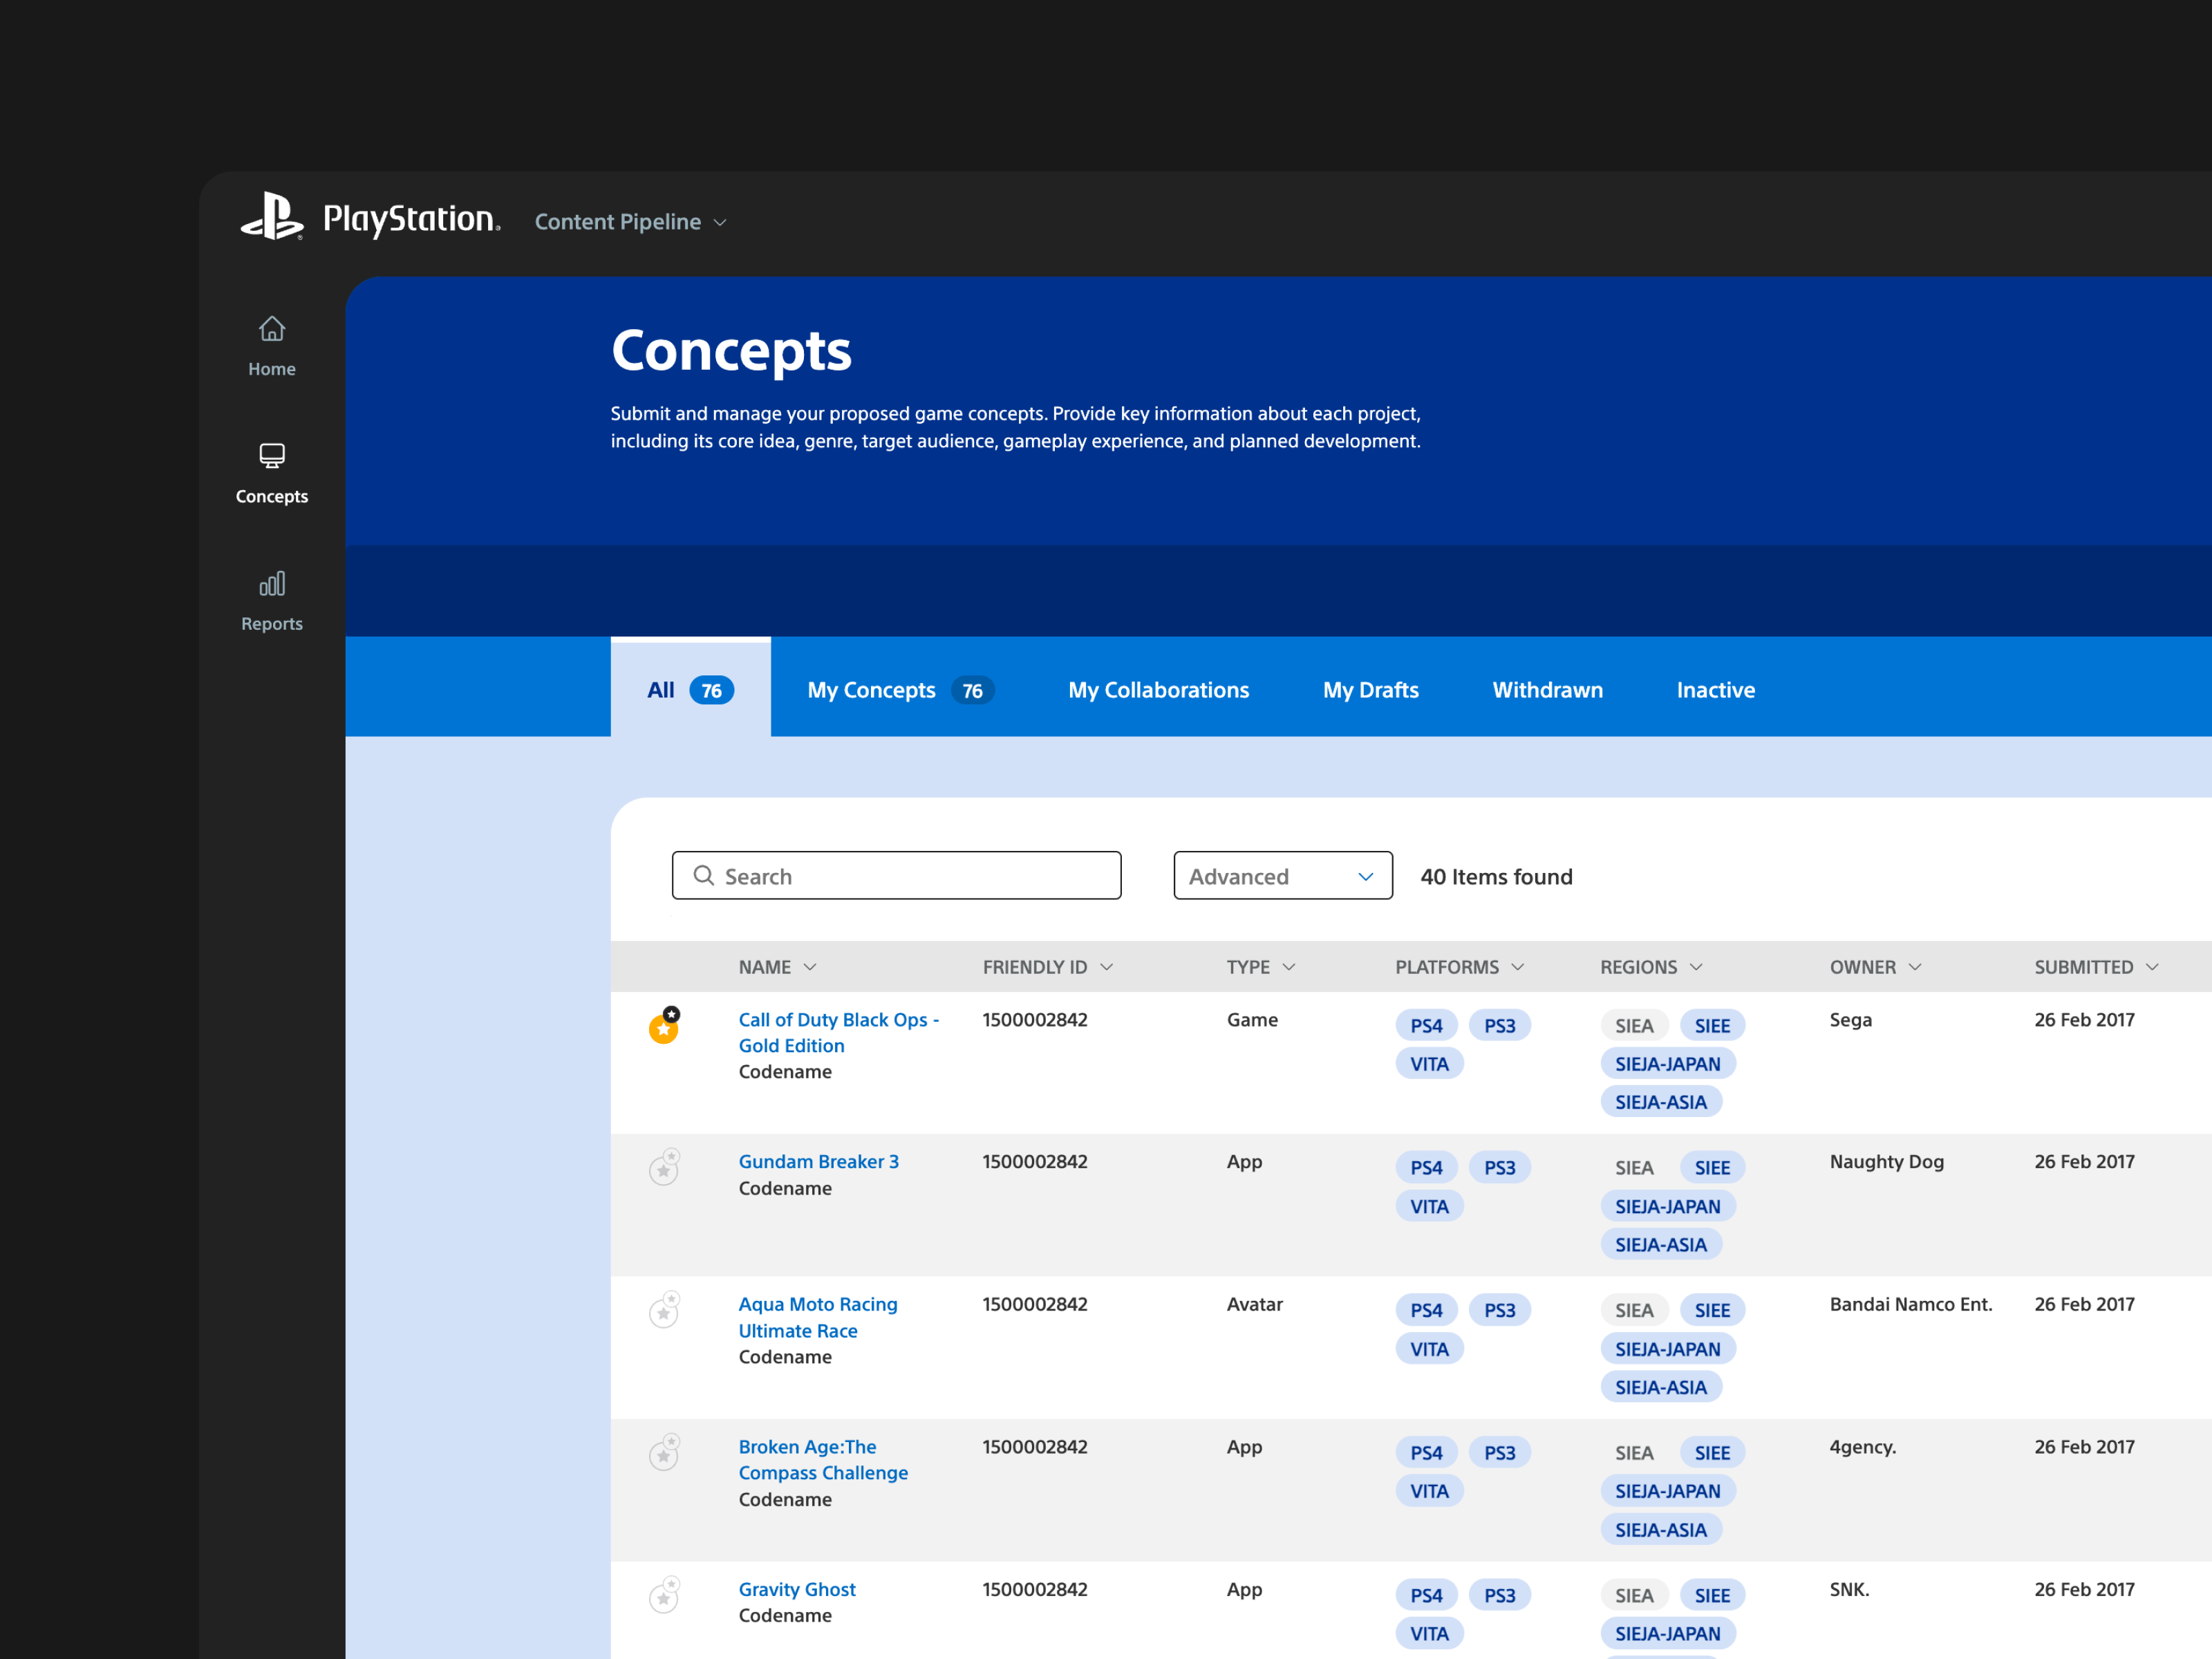 PlayStation®
Content Pipeline
Home
Concepts
Reports
Concepts
Submit and manage your proposed game concepts. Provide key information about each project,
including its core idea, genre, target audience, gameplay experience, and planned development.
All 76 My Concepts 76 My Collaborations My Drafts Withdrawn Inactive
Search Advanced 40 Items found
NAME FRIENDLY ID TYPE PLATFORMS REGIONS OWNER SUBMITTED
Call of Duty Black Ops - 1500002842 Game PS4 PS3 SIEA SIEE Sega 26 Feb 2017
Gold Edition VITA SIEJA-JAPAN
Codename SIEJA-ASIA
Gundam Breaker 3 1500002842 App PS4 PS3 SIEA SIEE Naughty Dog 26 Feb 2017
Codename VITA SIEJA-JAPAN
SIEJA-ASIA
Aqua Moto Racing 1500002842 Avatar PS4 PS3 SIEA SIEE Bandai Namco Ent. 26 Feb 2017
Ultimate Race VITA SIEJA-JAPAN
Codename SIEJA-ASIA
Broken Age:The 1500002842 App PS4 PS3 SIEA SIEE 4gency. 26 Feb 2017
Compass Challenge VITA SIEJA-JAPAN
Codename SIEJA-ASIA
Gravity Ghost 1500002842 App PS4 PS3 SIEA SIEE SNK. 26 Feb 2017
Codename VITA SIEJA-JAPAN